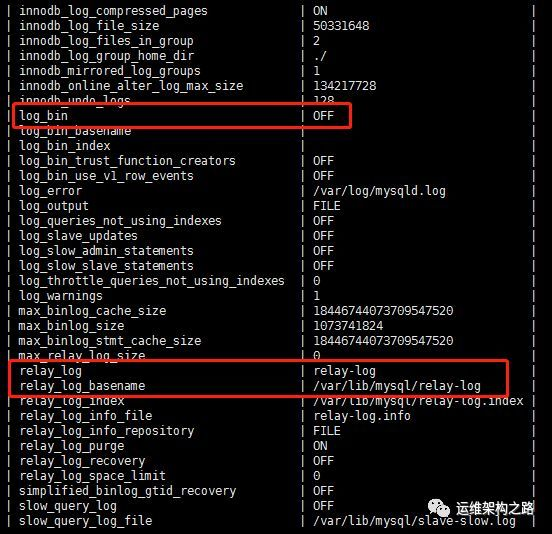 | innodb_log_compressed_pages | ON |
| innodb_log_file_size | 50331648 |
| innodb_log_files_in_group | 2 |
| innodb_log_group_home_dir | ./ |
| innodb_mirrored_log_groups | 1 |
| innodb_online_alter_log_max_size | 134217728 |
| innodb_undo_logs | 128 |
| log_bin | OFF |
| log_bin_basename | |
| log_bin_index | |
| log_bin_trust_function_creators | OFF |
| log_bin_use_v1_row_events | OFF |
| log_error | /var/log/mysqld.log |
| log_output | FILE |
| log_queries_not_using_indexes | OFF |
| log_slave_updates | OFF |
| log_slow_admin_statements | OFF |
| log_slow_slave_statements | OFF |
| log_throttle_queries_not_using_indexes | 0 |
| log_warnings | 1 |
| max_binlog_cache_size | 18446744073709547520 |
| max_binlog_size | 1073741824 |
| max_binlog_stmt_cache_size | 18446744073709547520 |
| max_relay_log_size | 0 |
| relay_log | relay-log |
| relay_log_basename | /var/lib/mysql/relay-log |
| relay_log_index | /var/lib/mysql/relay-log.index |
| relay_log_info_file | relay-log.info |
| relay_log_info_repository | FILE |
| relay_log_purge | ON |
| relay_log_recovery | OFF |
| relay_log_space_limit | 0 |
| simplified_binlog_gtid_recovery | OFF |
| slow_query_log | OFF |
| slow_query_log_file | /var/lib/mysql/slave-slow.log |
运维架构之路